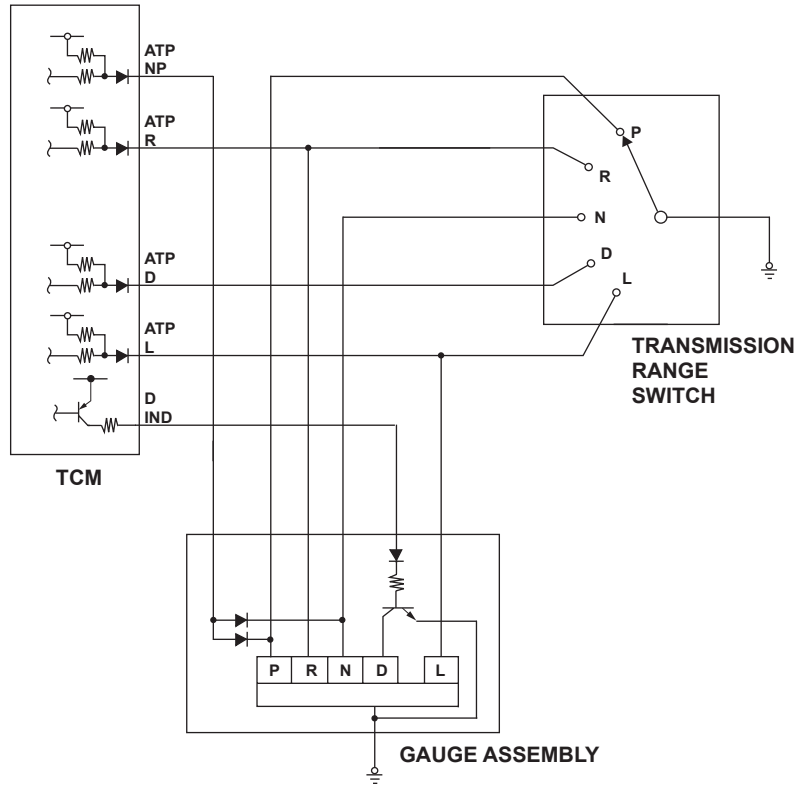 ATP
NP
ATP
R
ATP
D
ATP
L
D
IND
TCM
P
R
N
D
L
TRANSMISSION
RANGE
SWITCH
P R N D L
GAUGE ASSEMBLY